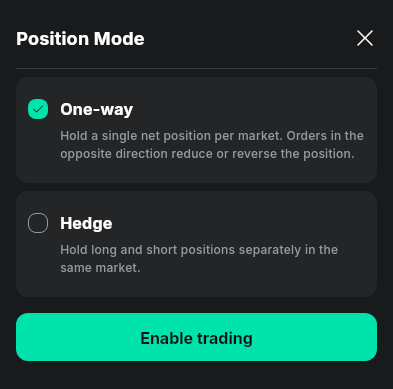 Position Mode
One-way
Hold a single net position per market. Orders in the
opposite direction reduce or reverse the position.
Hedge
Hold long and short positions separately in the
same market.
Enable trading